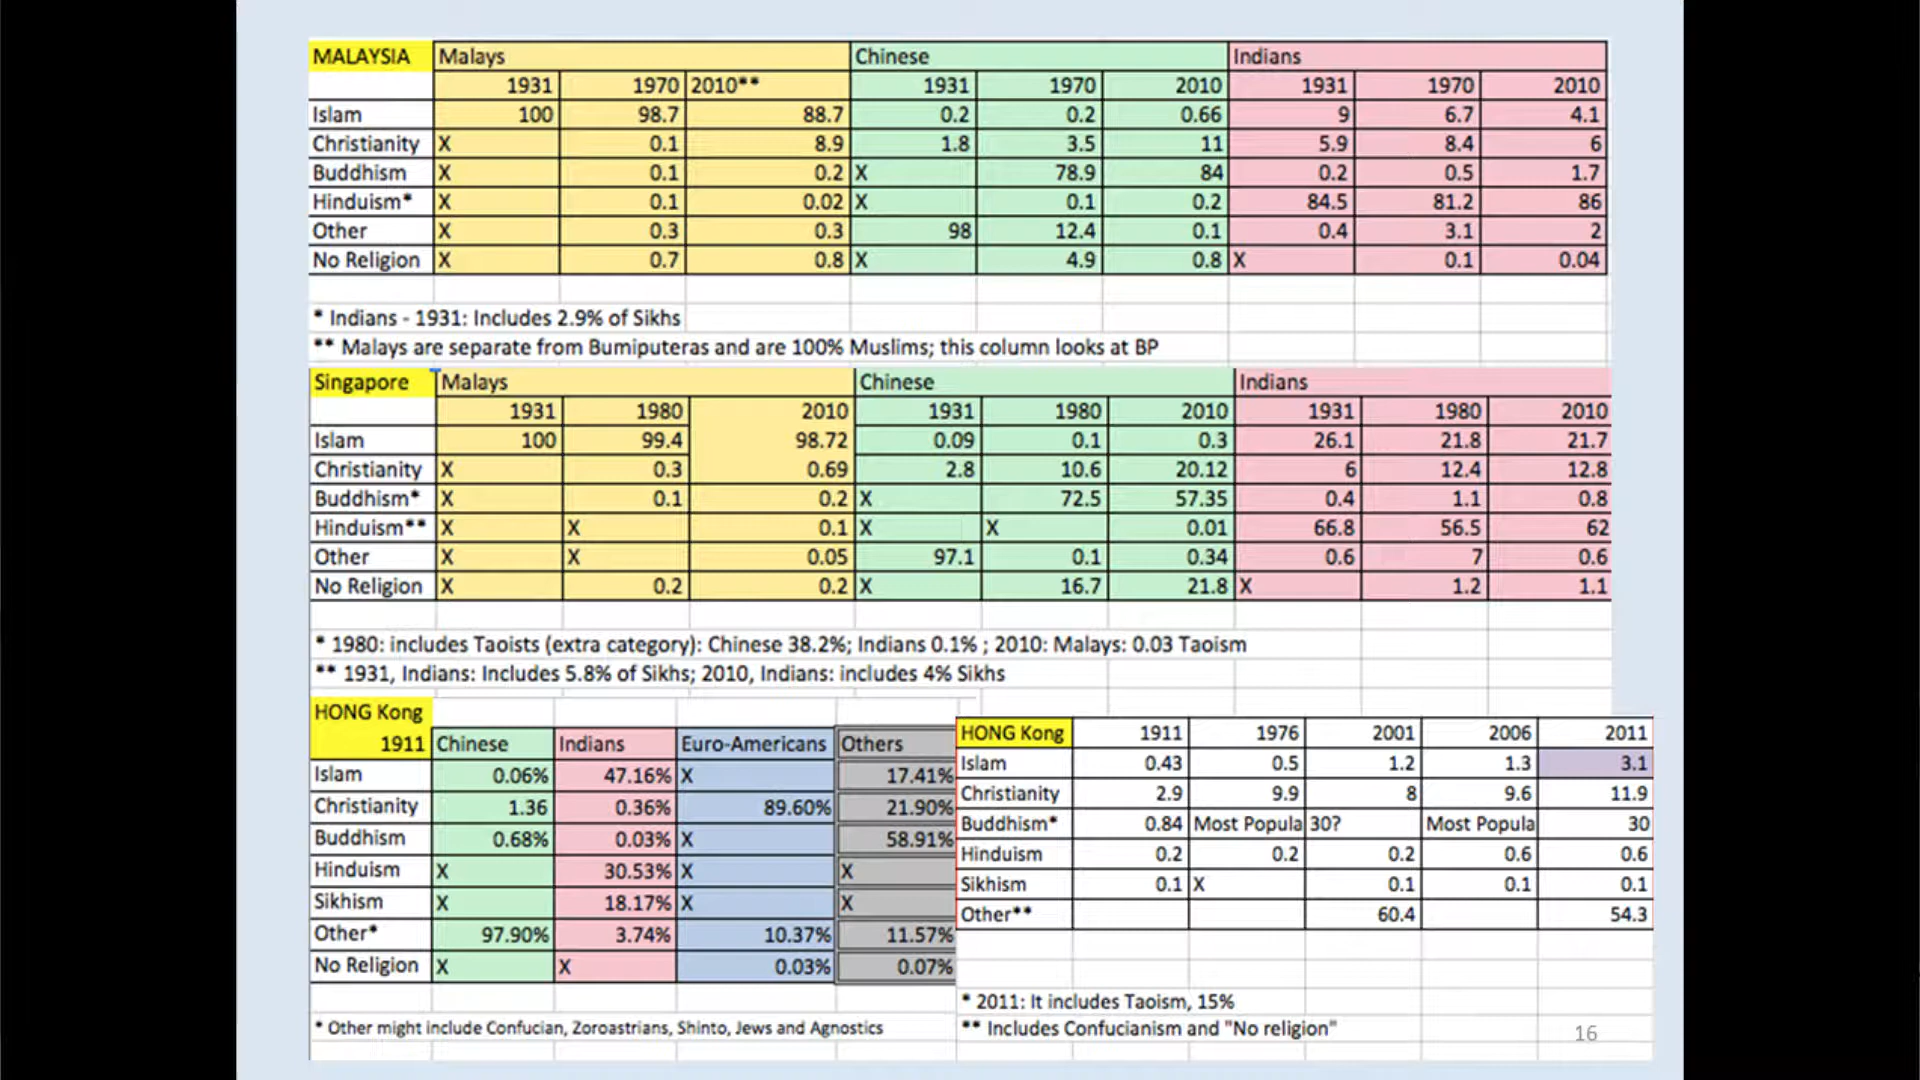 MALAYSIA Malays Chinese Indians
1931 1970 2010** 1931 1970 2010 1931 1970 2010
Islam 100 98.7 88.7 0.2 0.2 0.66 9 6.7 4.1
Christianity X 0.1 8.9 1.8 3.5 11 5.9 8.4 6
Buddhism X 0.1 0.2 X 78.9 84 0.2 0.5 1.7
Hinduism* X 0.1 0.02 X 0.1 0.2 84.5 81.2 86
Other X 0.3 0.3 98 12.4 0.1 0.4 3.1 2
No Religion X 0.7 0.8 X 4.9 0.8 X 0.1 0.04
* Indians - 1931: Includes 2.9% of Sikhs
** Malays are separate from Bumiputeras and are 100% Muslims; this column looks at BP
Singapore Malays Chinese Indians
1931 1980 2010 1931 1980 2010 1931 1980 2010
Islam 100 99.4 98.72 0.09 0.1 0.3 26.1 21.8 21.7
Christianity X 0.3 0.69 2.8 10.6 20.12 6 12.4 12.8
Buddhism* X 0.1 0.2 X 72.5 57.35 0.4 1.1 0.8
Hinduism** X X 0.1 X X 0.01 66.8 56.5 62
Other X X 0.05 97.1 0.1 0.34 0.6 7 0.6
No Religion X 0.2 0.2 X 16.7 21.8 X 1.2 1.1
* 1980: includes Taoists (extra category): Chinese 38.2%; Indians 0.1% ; 2010: Malays: 0.03 Taoism
** 1931, Indians: Includes 5.8% of Sikhs; 2010, Indians: includes 4% Sikhs
HONG Kong
1911 Chinese Indians Euro-Americans Others
Islam 0.06% 47.16% X 17.41%
Christianity 1.36 0.36% 89.60% 21.90%
Buddhism 0.68% 0.03% X 58.91%
Hinduism X 30.53% X X
Sikhism X 18.17% X X
Other* 97.90% 3.74% 10.37% 11.57%
No Religion X X 0.03% 0.07%
* Other might include Confucian, Zoroastrians, Shinto, Jews and Agnostics
HONG Kong 1911 1976 2001 2006 2011
Islam 0.43 0.5 1.2 1.3 3.1
Christianity 2.9 9.9 8 9.6 11.9
Buddhism* 0.84 Most Popula 30? Most Popula 30
Hinduism 0.2 0.2 0.2 0.6 0.6
Sikhism 0.1 X 0.1 0.1 0.1
Other** 60.4 54.3
* 2011: It includes Taoism, 15%
** Includes Confucianism and "No religion"
16